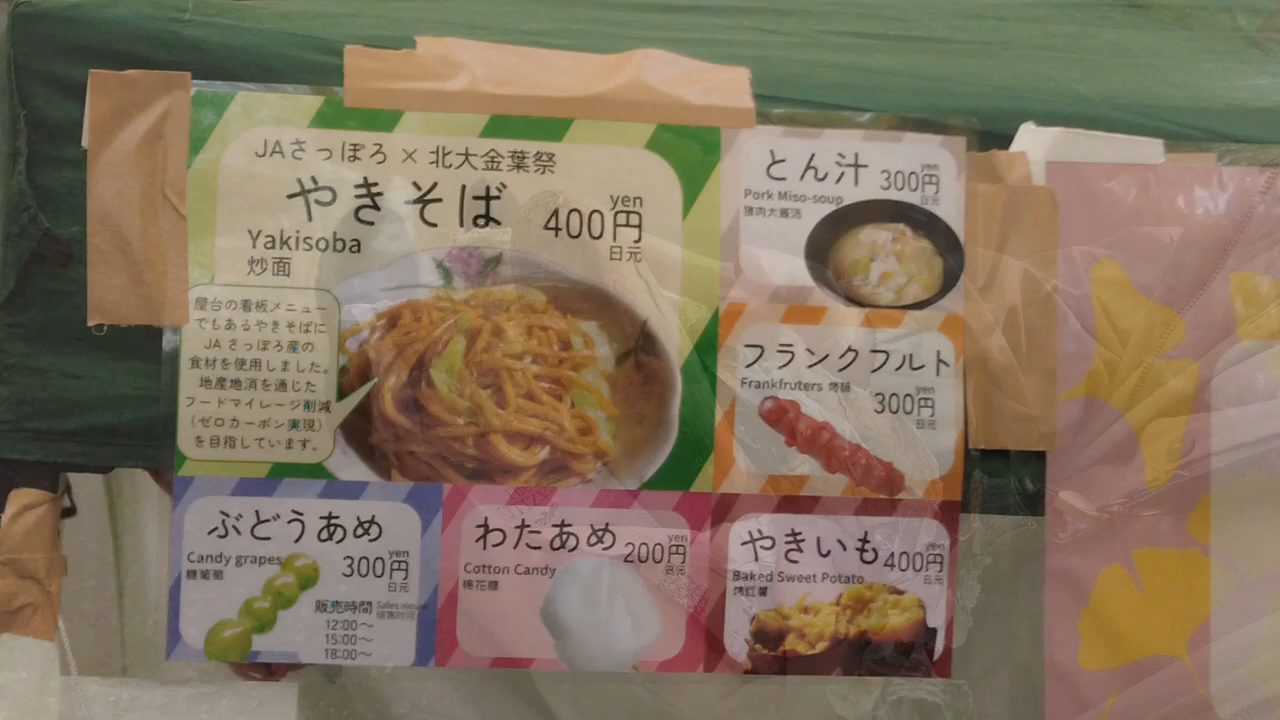 JAさっぽろ × 北大金葉祭
やきそば
yen
400円
日元
Yakisoba
炒面
屋台の看板メニュー
でもあるやきそばに
JA さっぽろ産の
食材を使用しました。
地産地消を通じた
フードマイレージ削減
(ゼロカーボン実現)
を目指しています。
とん汁
yen
300円
日元
Pork Miso-soup
猪肉大酱汤
フランクフルト
Frankfruters 烤肠
yen
300円
日元
ぶどうあめ
Candy grapes
糖葡萄
yen
300円
日元
販売時間 Sales hours
12:00〜
15:00〜
18:00〜
わたあめ
yen
200円
日元
Cotton Candy
棉花糖
やきいも
yen
400円
日元
Baked Sweet Potato
烤红薯